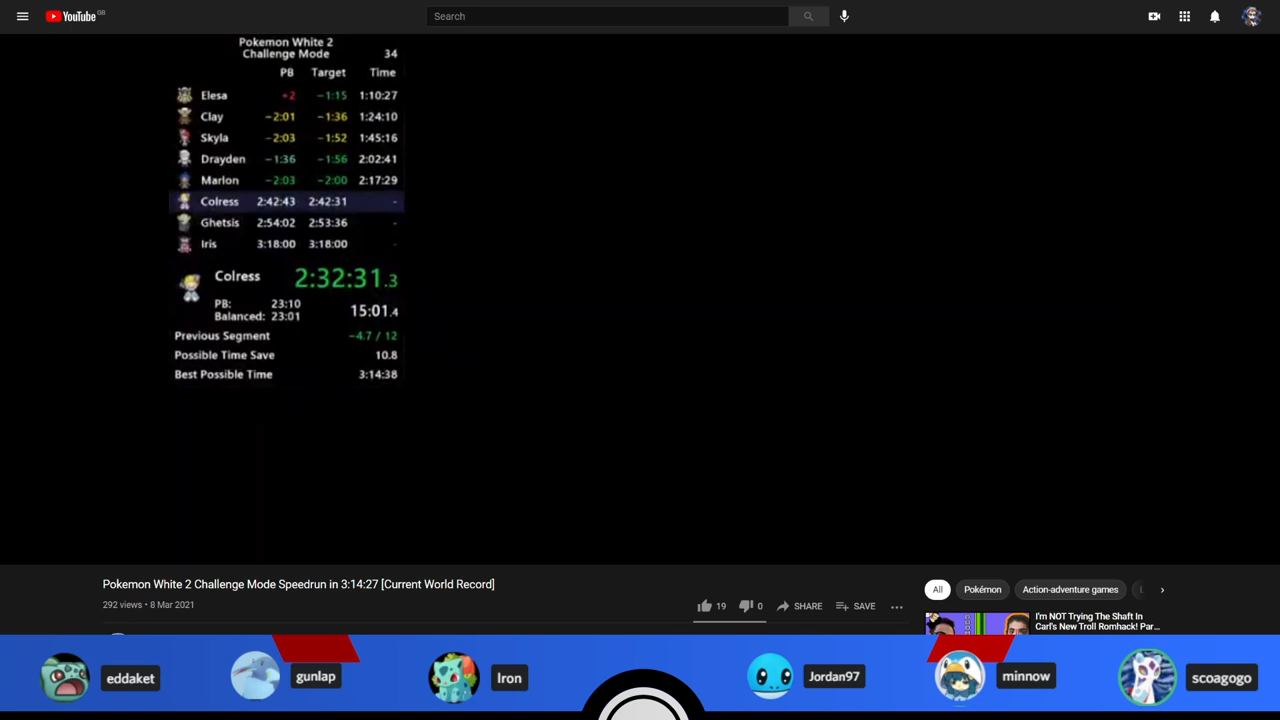 YouTube GB
Search
Pokemon White 2
Challenge Mode 34
PB Target Time
Elesa +2 −1:15 1:10:27
Clay −2:01 −1:36 1:24:10
Skyla −2:03 −1:52 1:45:16
Drayden −1:36 −1:56 2:02:41
Marlon −2:03 −2:00 2:17:29
Colress 2:42:43 2:42:31 -
Ghetsis 2:54:02 2:53:36 -
Iris 3:18:00 3:18:00 -
Colress 2:32:31.3
PB: 23:10
Balanced: 23:01
15:01.4
Previous Segment −4.7 / 12
Possible Time Save 10.8
Best Possible Time 3:14:38
Pokemon White 2 Challenge Mode Speedrun in 3:14:27 [Current World Record]
292 views • 8 Mar 2021
19 0 SHARE SAVE
All Pokémon Action-adventure games
I'm NOT Trying The Shaft In
Carl's New Troll Romhack! Par...
eddaket gunlap Iron Jordan97 minnow scoagogo